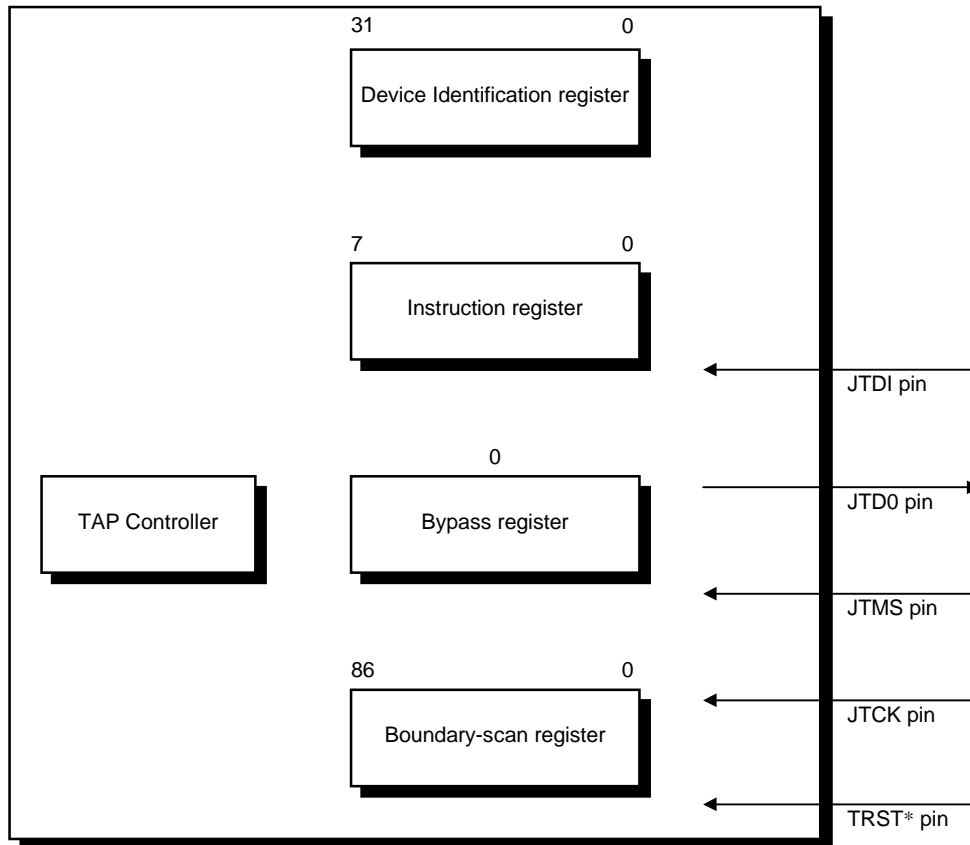 31 0
Device Identification register
7 0
Instruction register
JTDI pin
0
TAP Controller
Bypass register
JTD0 pin
JTMS pin
86 0
Boundary-scan register
JTCK pin
TRST* pin